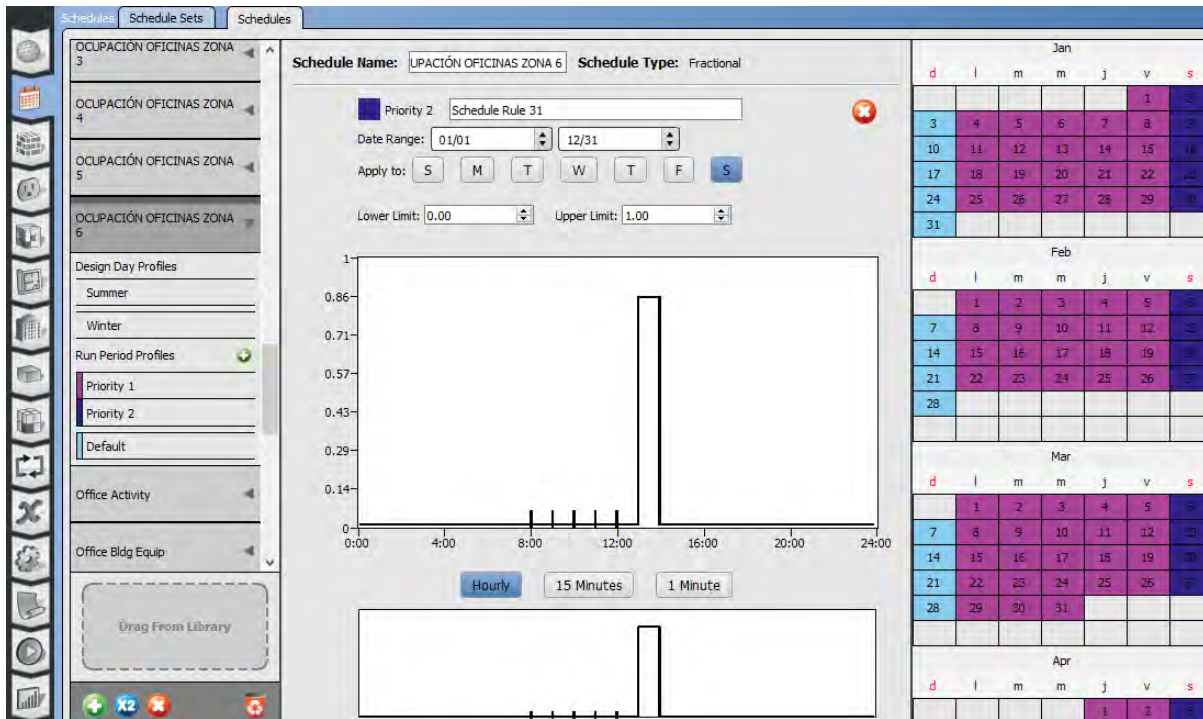 Schedules
Schedule Sets
Schedules
OCUPACIÓN OFICINAS ZONA
3
OCUPACIÓN OFICINAS ZONA
4
OCUPACIÓN OFICINAS ZONA
5
OCUPACIÓN OFICINAS ZONA
6
Design Day Profiles
Summer
Winter
Run Period Profiles
Priority 1
Priority 2
Default
Office Activity
Office Bldg Equip
Drag From Library
X2
Schedule Name: UPACIÓN OFICINAS ZONA 6 Schedule Type: Fractional
Priority 2 Schedule Rule 31
Date Range: 01/01 12/31
Apply to: S M T W T F S
Lower Limit: 0.00 Upper Limit: 1.00
1
0.86
0.71
0.57
0.43
0.29
0.14
0
0:00 4:00 8:00 12:00 16:00 20:00 24:00
Hourly 15 Minutes 1 Minute
Jan
d l m m j v s
1
3 4 5 6 7 8
10 11 12 13 14 15
17 18 19 20 21 22
24 25 26 27 28 29
31
Feb
d l m m j v s
1 2 3 4 5
7 8 9 10 11 12
14 15 16 17 18 19
21 22 23 24 25 26
28
Mar
d l m m j v s
1 2 3 4 5
7 8 9 10 11 12
14 15 16 17 18 19
21 22 23 24 25 26
28 29 30 31
Apr
d l m m j v s
1 2